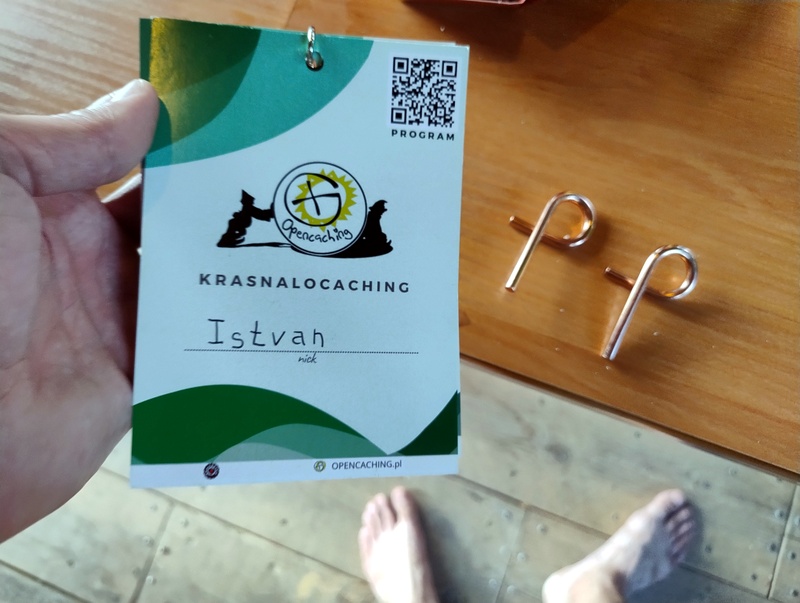 PROGRAM
Opencaching
KRASNALOCACHING
Istvan
nick
OPENCACHING.pl